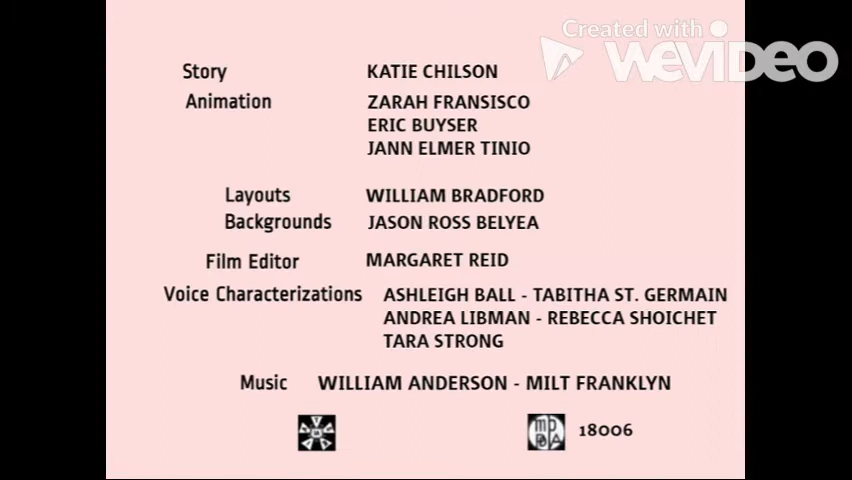 Created with
WEVIDEO
Story KATIE CHILSON
Animation ZARAH FRANSISCO
ERIC BUYSER
JANN ELMER TINIO
Layouts WILLIAM BRADFORD
Backgrounds JASON ROSS BELYEA
Film Editor MARGARET REID
Voice Characterizations ASHLEIGH BALL - TABITHA ST. GERMAIN
ANDREA LIBMAN - REBECCA SHOICHET
TARA STRONG
Music WILLIAM ANDERSON - MILT FRANKLYN
18006